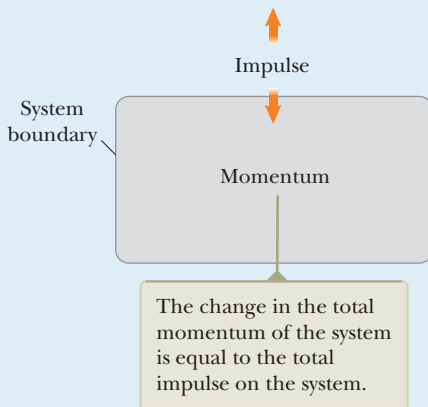 Impulse
System
boundary
Momentum
The change in the total
momentum of the system
is equal to the total
impulse on the system.